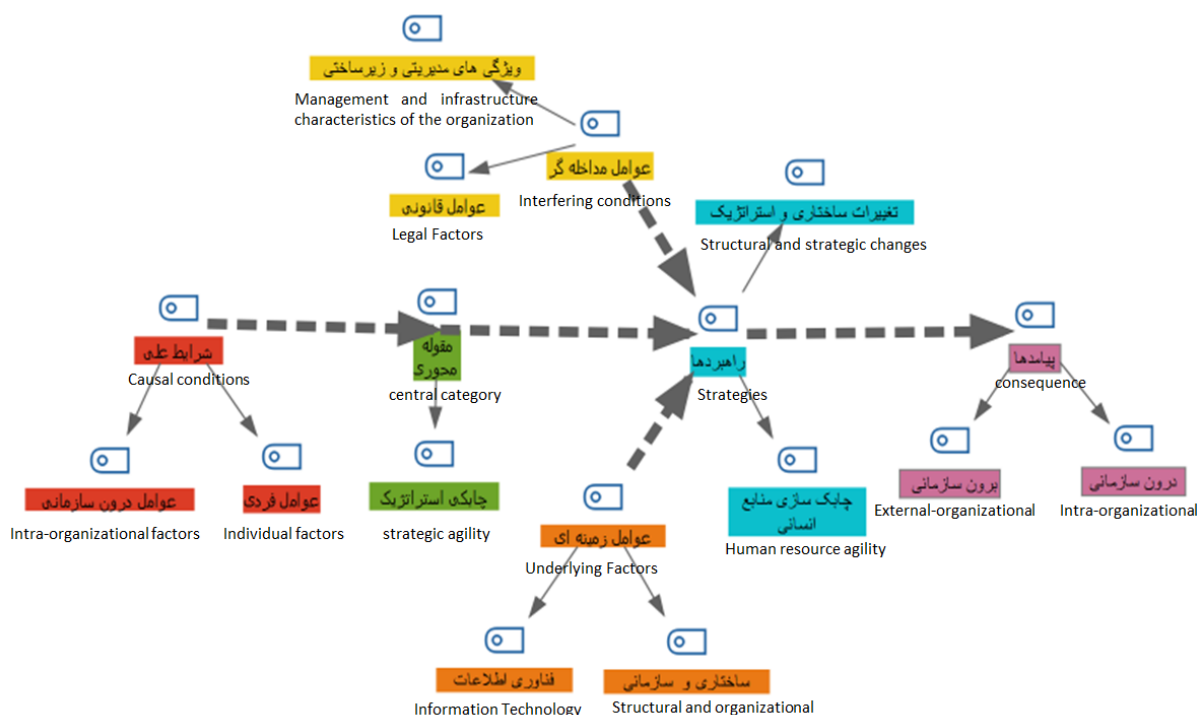 ویژگی های مدیریتی و زیرساختی
Management and infrastructure
characteristics of the organization
عوامل مداخله گر
Interfering conditions
عوامل قانونی
Legal Factors
تغییرات ساختاری و استراتژیک
Structural and strategic changes
شرایط علی
Causal conditions
مقوله
محوری
central category
راهبردها
Strategies
پیامدها
consequence
عوامل درون سازمانی
Intra-organizational factors
عوامل فردی
Individual factors
چابکی استراتژیک
strategic agility
چابک سازی منابع
انسانی
Human resource agility
برون سازمانی
External-organizational
درون سازمانی
Intra-organizational
عوامل زمینه ای
Underlying Factors
فناوری اطلاعات
Information Technology
ساختاری و سازمانی
Structural and organizational